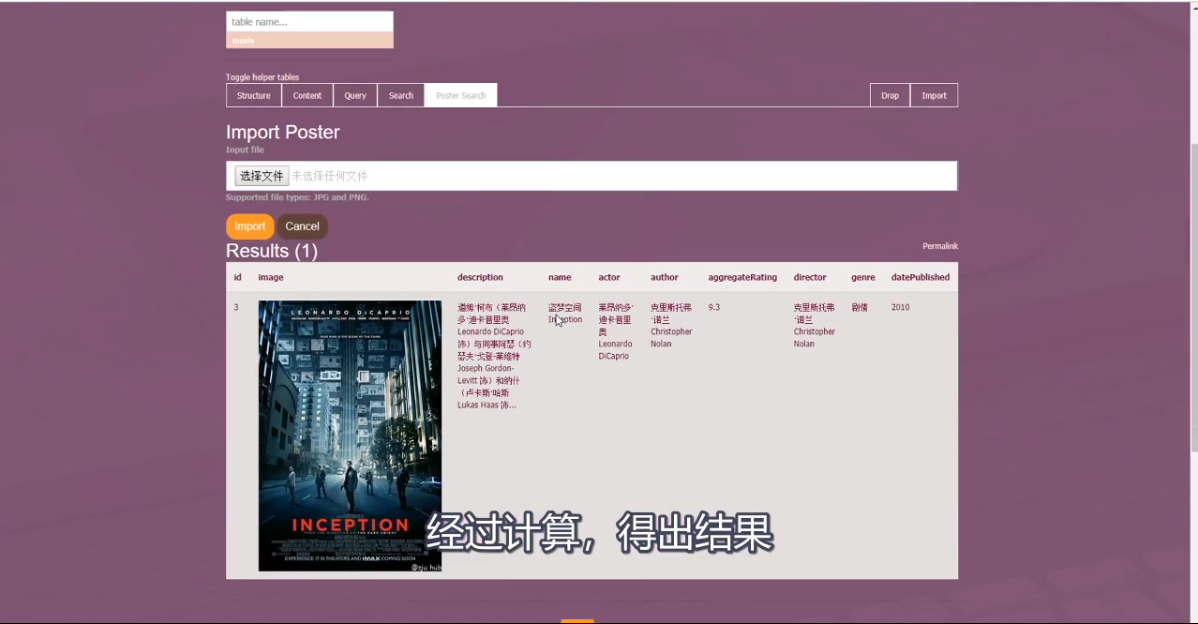 table name...
movie
Toggle helper tables
Structure Content Query Search Poster Search Drop Import
Import Poster
Input file
选择文件 未选择任何文件
Supported file types: JPG and PNG.
Import Cancel
Results (1) Permalink
id image description name actor author aggregateRating director genre datePublished
3
LEONARDO DiCAPRIO
INCEPTION
EXPERIENCE IT IN THEATERS AND IMAX COMING SOON
@zju hub
道姆·柯布（莱昂纳
多·迪卡普里奥
Leonardo DiCaprio
饰）与同事阿瑟（约
瑟夫·戈登-莱维特
Joseph Gordon-
Levitt 饰）和纳什
（卢卡斯·哈斯
Lukas Haas 饰...
盗梦空间
Inception
莱昂纳多·
迪卡普里
奥
Leonardo
DiCaprio
克里斯托弗
·诺兰
Christopher
Nolan
9.3
克里斯托弗
·诺兰
Christopher
Nolan
剧情
2010
经过计算，得出结果